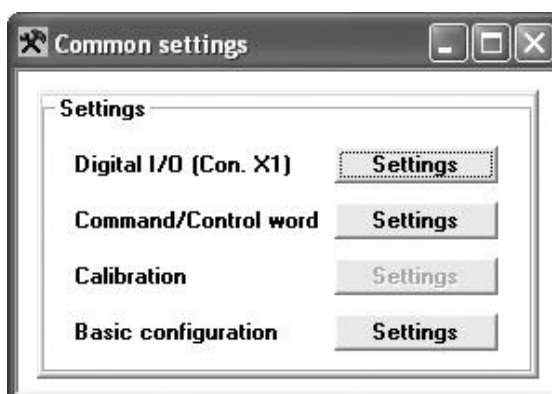 Common settings
Settings
Digital I/O (Con. X1) Settings
Command/Control word Settings
Calibration Settings
Basic configuration Settings